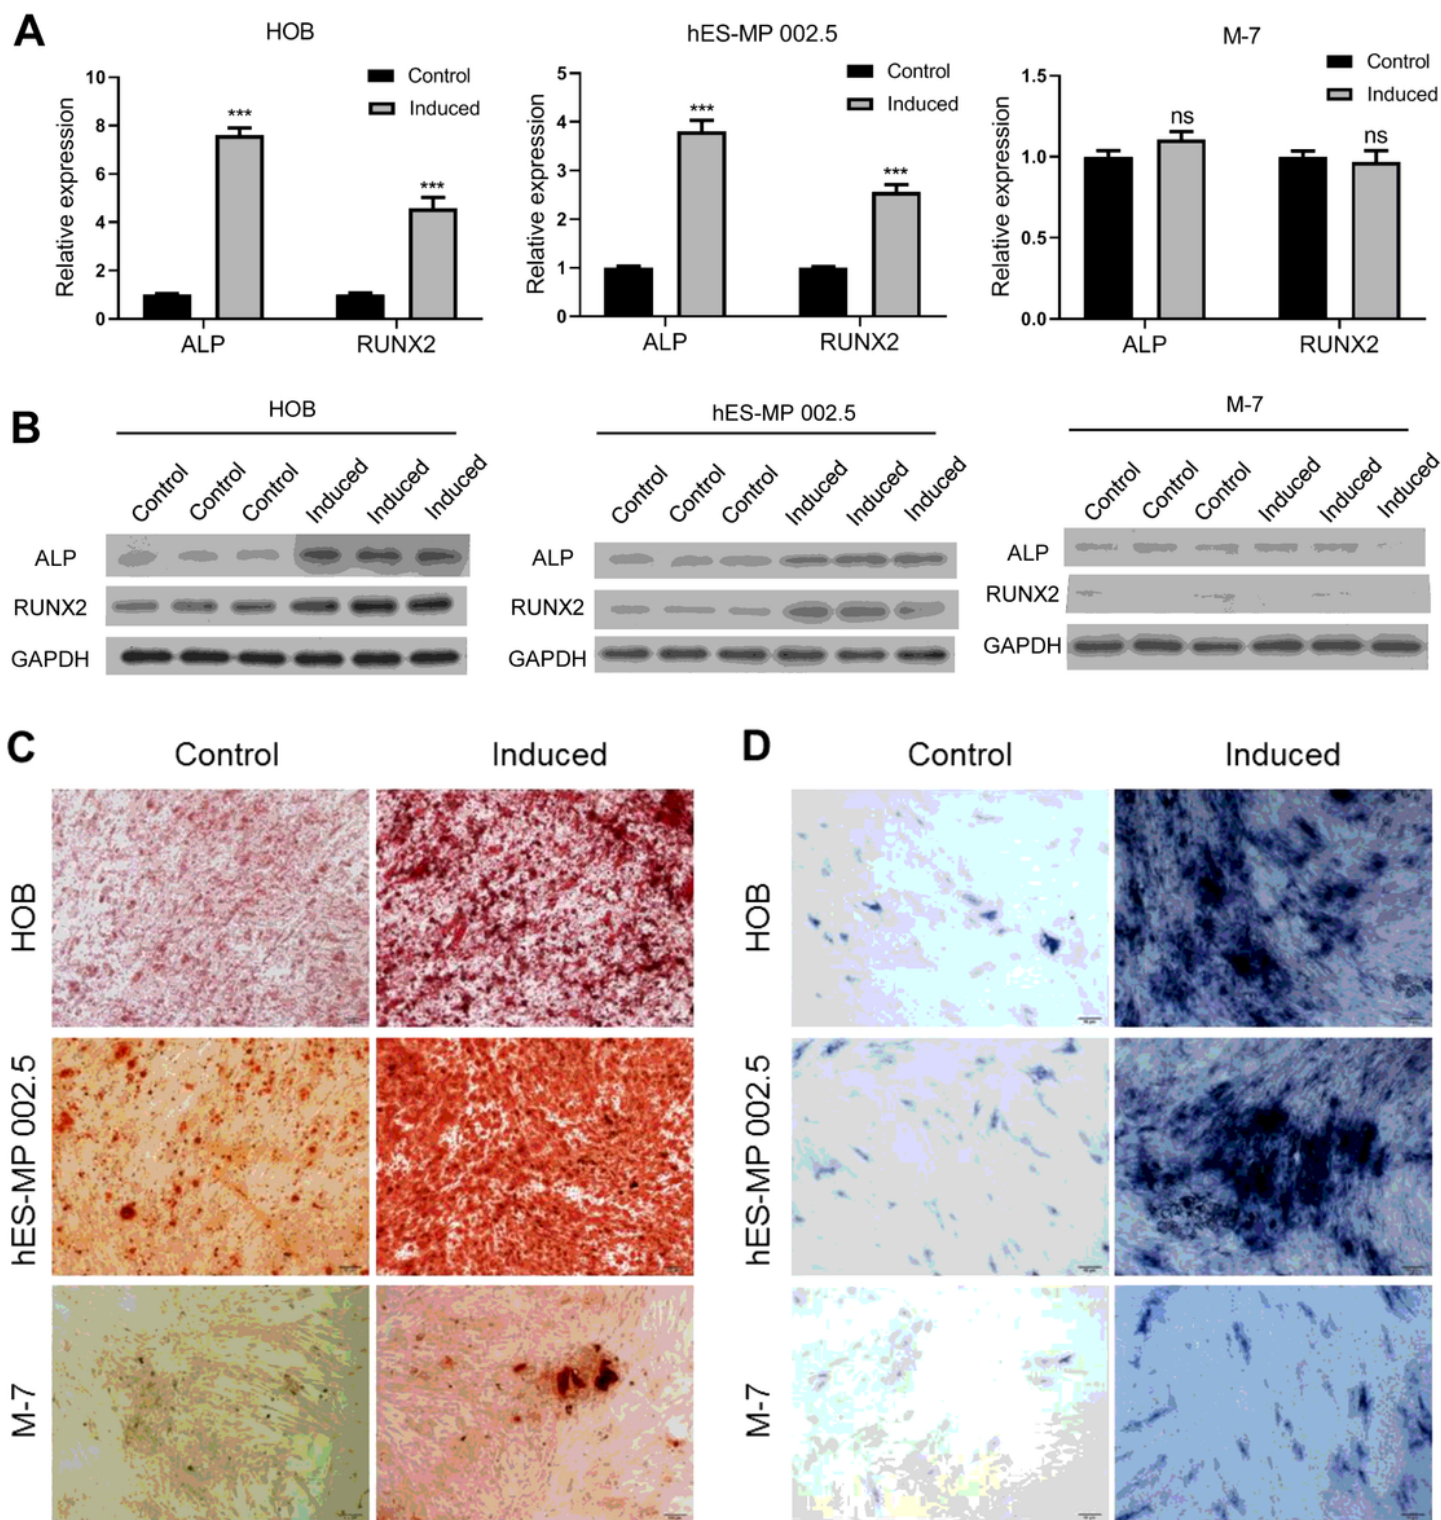 A
HOB
Control
Induced
Relative expression
10
8
6
4
2
0
***
***
ALP
RUNX2
hES-MP 002.5
Control
Induced
Relative expression
5
4
3
2
1
0
***
***
ALP
RUNX2
M-7
Control
Induced
Relative expression
1.5
1.0
0.5
0.0
ns
ns
ALP
RUNX2
B
HOB
Control
Control
Control
Induced
Induced
Induced
ALP
RUNX2
GAPDH
hES-MP 002.5
Control
Control
Control
Induced
Induced
Induced
ALP
RUNX2
GAPDH
M-7
Control
Control
Control
Induced
Induced
Induced
ALP
RUNX2
GAPDH
C
Control
Induced
HOB
hES-MP 002.5
M-7
D
Control
Induced
HOB
hES-MP 002.5
M-7